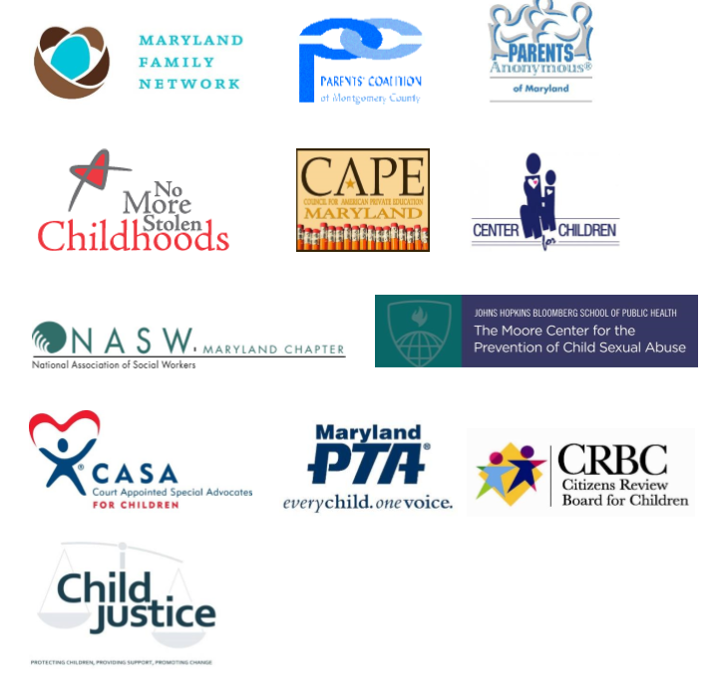 MARYLAND
FAMILY
NETWORK
PARENTS' COALITION
of Montgomery County
PARENTS
Anonymous®
of Maryland
No
More
Stolen
Childhoods
CAPE
COUNCIL FOR AMERICAN PRIVATE EDUCATION
MARYLAND
CENTER for CHILDREN
NASW. MARYLAND CHAPTER
National Association of Social Workers
JOHNS HOPKINS BLOOMBERG SCHOOL OF PUBLIC HEALTH
The Moore Center for the
Prevention of Child Sexual Abuse
® CASA
Court Appointed Special Advocates
FOR CHILDREN
Maryland
PTA®
everychild.onevoice.
CRBC
Citizens Review
Board for Children
Child
justice
PROTECTING CHILDREN, PROVIDING SUPPORT, PROMOTING CHANGE